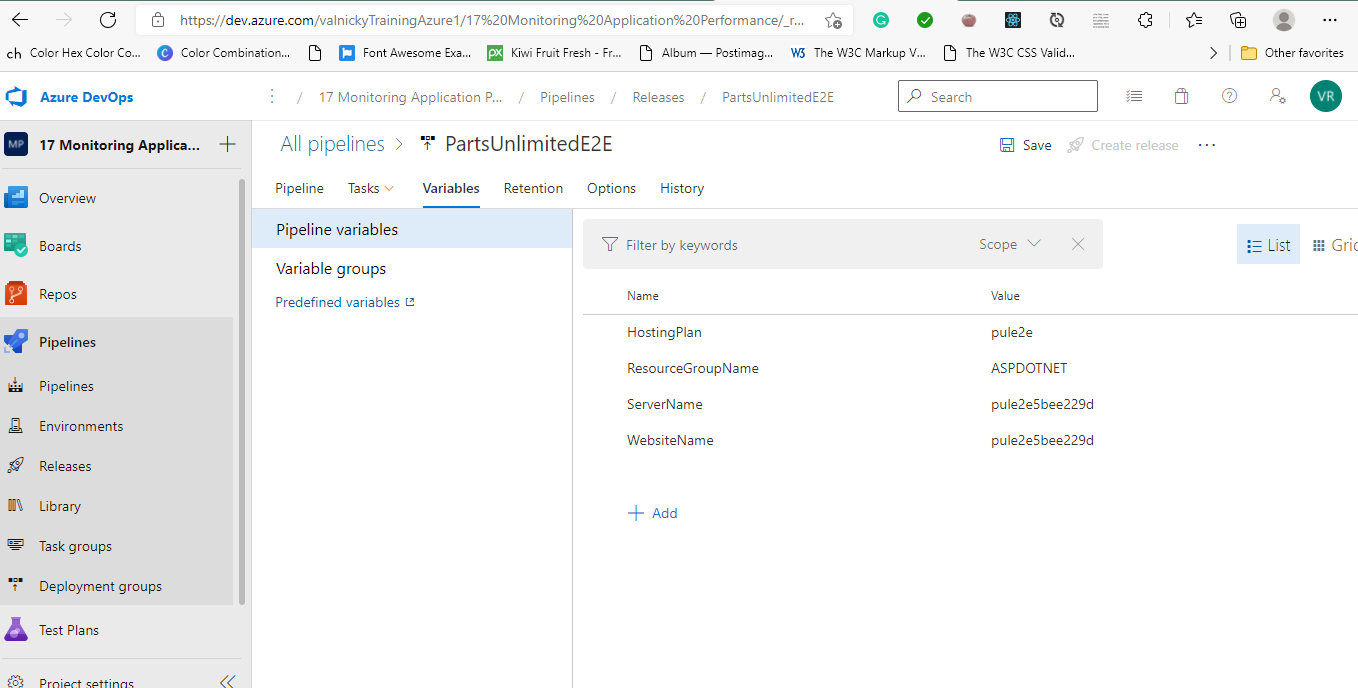 https://dev.azure.com/valnickyTrainingAzure1/17%20Monitoring%20Application%20Performance/_r...
ch Color Hex Color Co... Color Combination... Font Awesome Exa... Kiwi Fruit Fresh - Fr... Album — Postimag... The W3C Markup V... The W3C CSS Valid... Other favorites
Azure DevOps / 17 Monitoring Application P... / Pipelines / Releases / PartsUnlimitedE2E Search VR
MP 17 Monitoring Applica...
Overview
Boards
Repos
Pipelines
Pipelines
Environments
Releases
Library
Task groups
Deployment groups
Test Plans
Project settings
All pipelines > PartsUnlimitedE2E Save Create release ...
Pipeline Tasks Variables Retention Options History
Pipeline variables
Variable groups
Predefined variables
Filter by keywords Scope List Grid
Name Value
HostingPlan pule2e
ResourceGroupName ASPDOTNET
ServerName pule2e5bee229d
WebsiteName pule2e5bee229d
+ Add